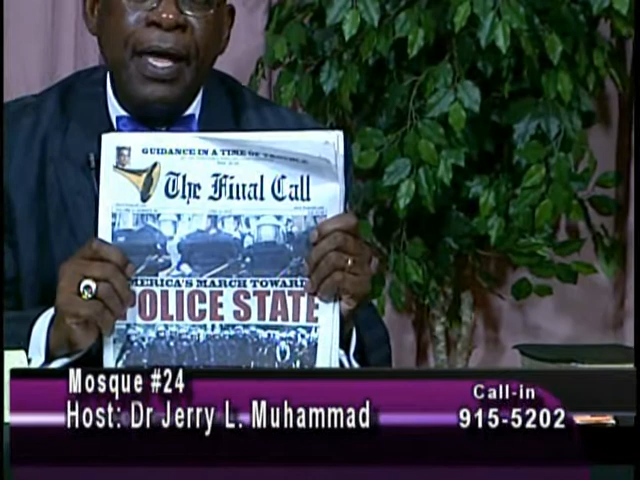 GUIDANCE IN A TIME OF
The Final Call
AMERICA'S MARCH TOWARD
POLICE STATE
Mosque #24
Host: Dr Jerry L. Muhammad
Call-in
915-5202